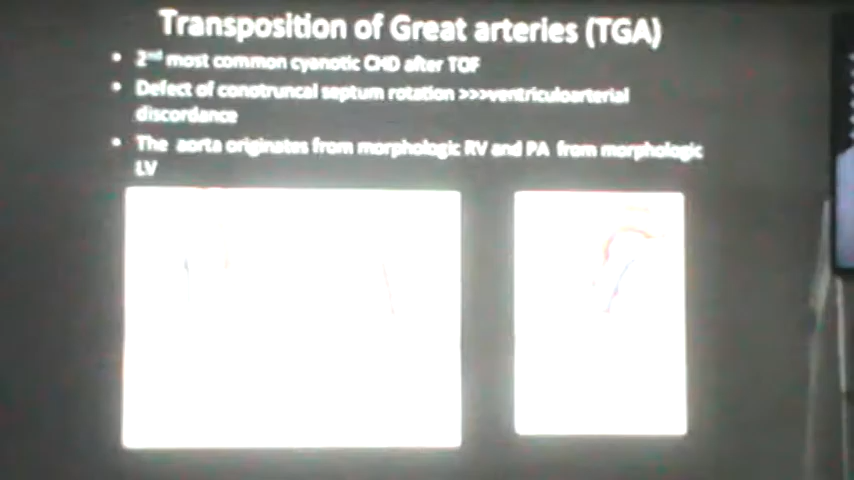 Transposition of Great arteries (TGA)
• 2nd most common cyanotic CHD after TOF
• Defect of conotruncal septum rotation >>>ventriculoarterial
discordance
• The aorta originates from morphologic RV and PA from morphologic
LV